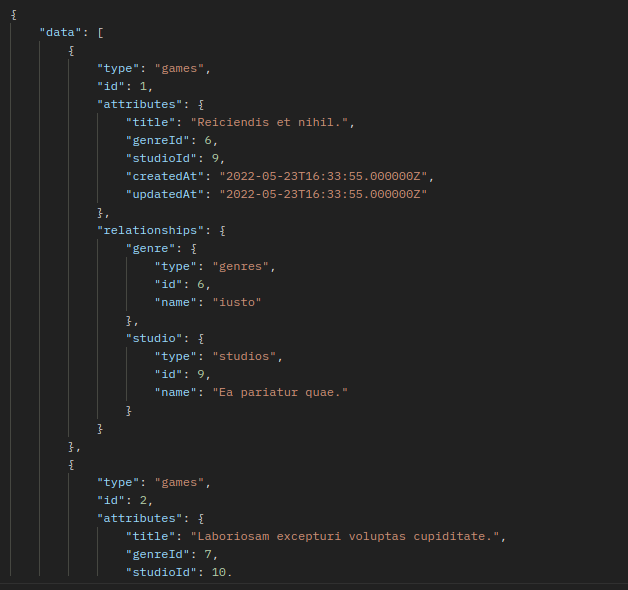 {
    "data": [
        {
            "type": "games",
            "id": 1,
            "attributes": {
                "title": "Reiciendis et nihil.",
                "genreId": 6,
                "studioId": 9,
                "createdAt": "2022-05-23T16:33:55.000000Z",
                "updatedAt": "2022-05-23T16:33:55.000000Z"
            },
            "relationships": {
                "genre": {
                    "type": "genres",
                    "id": 6,
                    "name": "iusto"
                },
                "studio": {
                    "type": "studios",
                    "id": 9,
                    "name": "Ea pariatur quae."
                }
            }
        },
        {
            "type": "games",
            "id": 2,
            "attributes": {
                "title": "Laboriosam excepturi voluptas cupiditate.",
                "genreId": 7,
                "studioId": 10.